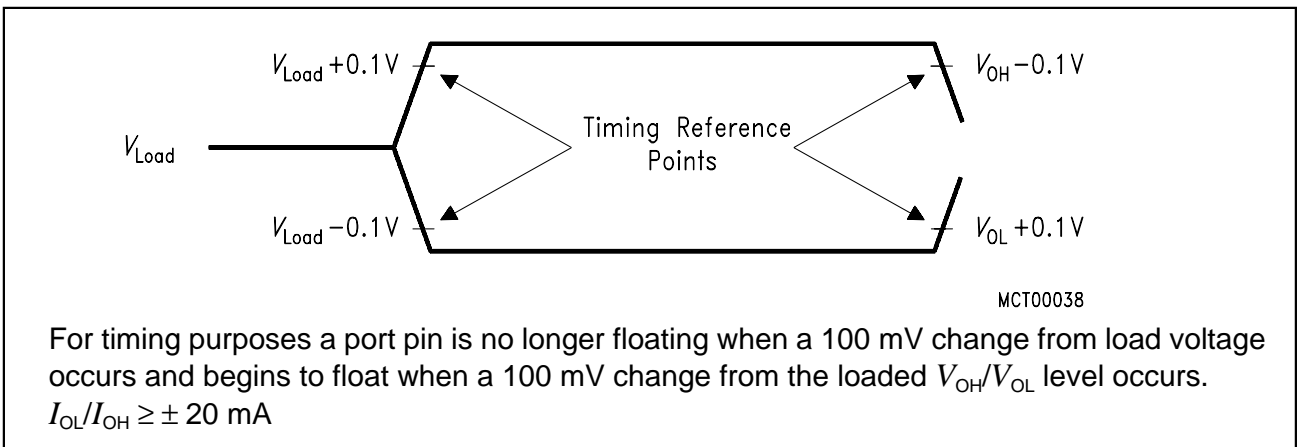 V_Load +0.1V
V_OH −0.1V
Timing Reference
Points
V_Load
V_Load −0.1V
V_OL +0.1V
MCT00038
For timing purposes a port pin is no longer floating when a 100 mV change from load voltage
occurs and begins to float when a 100 mV change from the loaded V_OH/V_OL level occurs.
I_OL/I_OH ≥ ± 20 mA